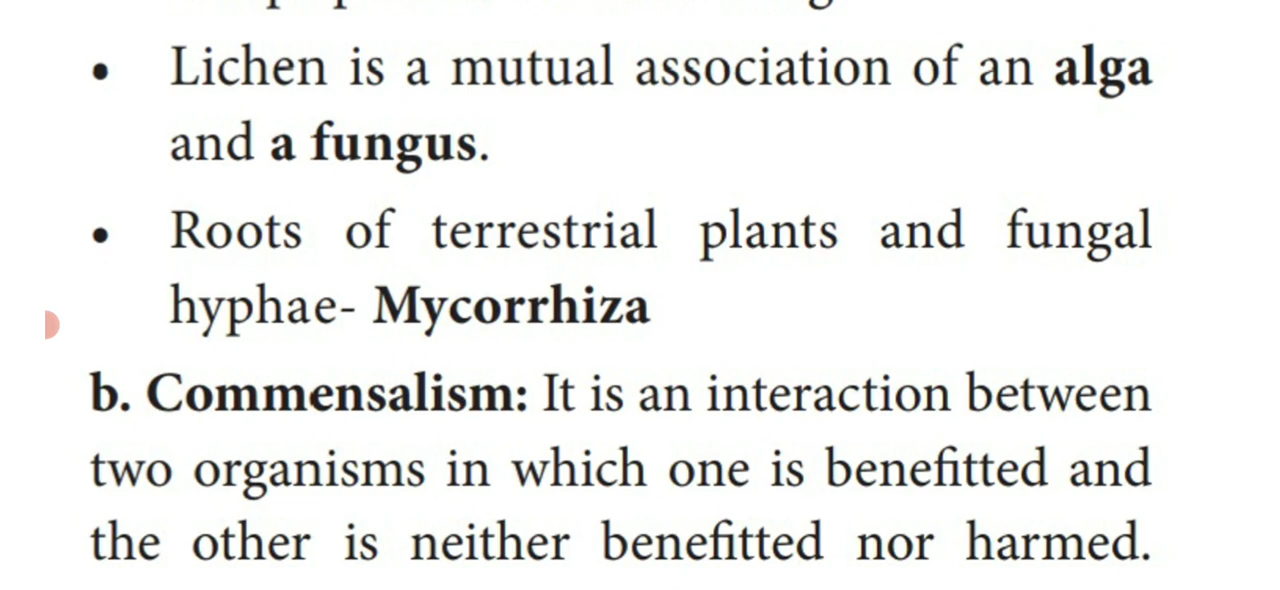 • Lichen is a mutual association of an alga
and a fungus.
• Roots of terrestrial plants and fungal
hyphae- Mycorrhiza
b. Commensalism: It is an interaction between
two organisms in which one is benefitted and
the other is neither benefitted nor harmed.